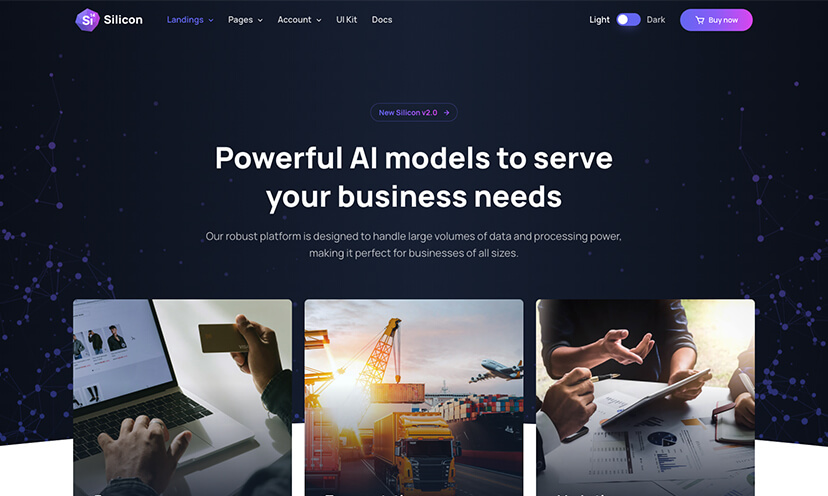 Si
14
Silicon
Landings
Pages
Account
UI Kit
Docs
Light
Dark
Buy now
New Silicon v2.0
Powerful AI models to serve
your business needs
Our robust platform is designed to handle large volumes of data and processing power,
making it perfect for businesses of all sizes.